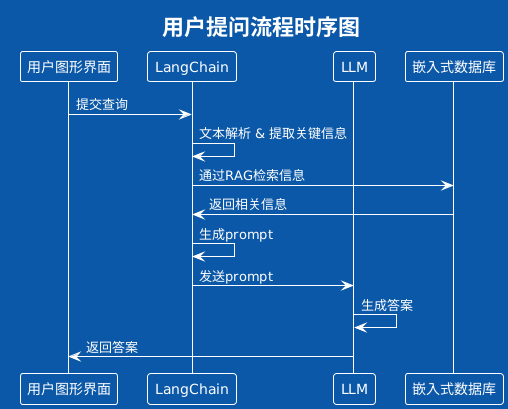 用户提问流程时序图
用户图形界面
LangChain
LLM
嵌入式数据库
提交查询
文本解析 & 提取关键信息
通过RAG检索信息
返回相关信息
生成prompt
发送prompt
生成答案
返回答案
用户图形界面
LangChain
LLM
嵌入式数据库